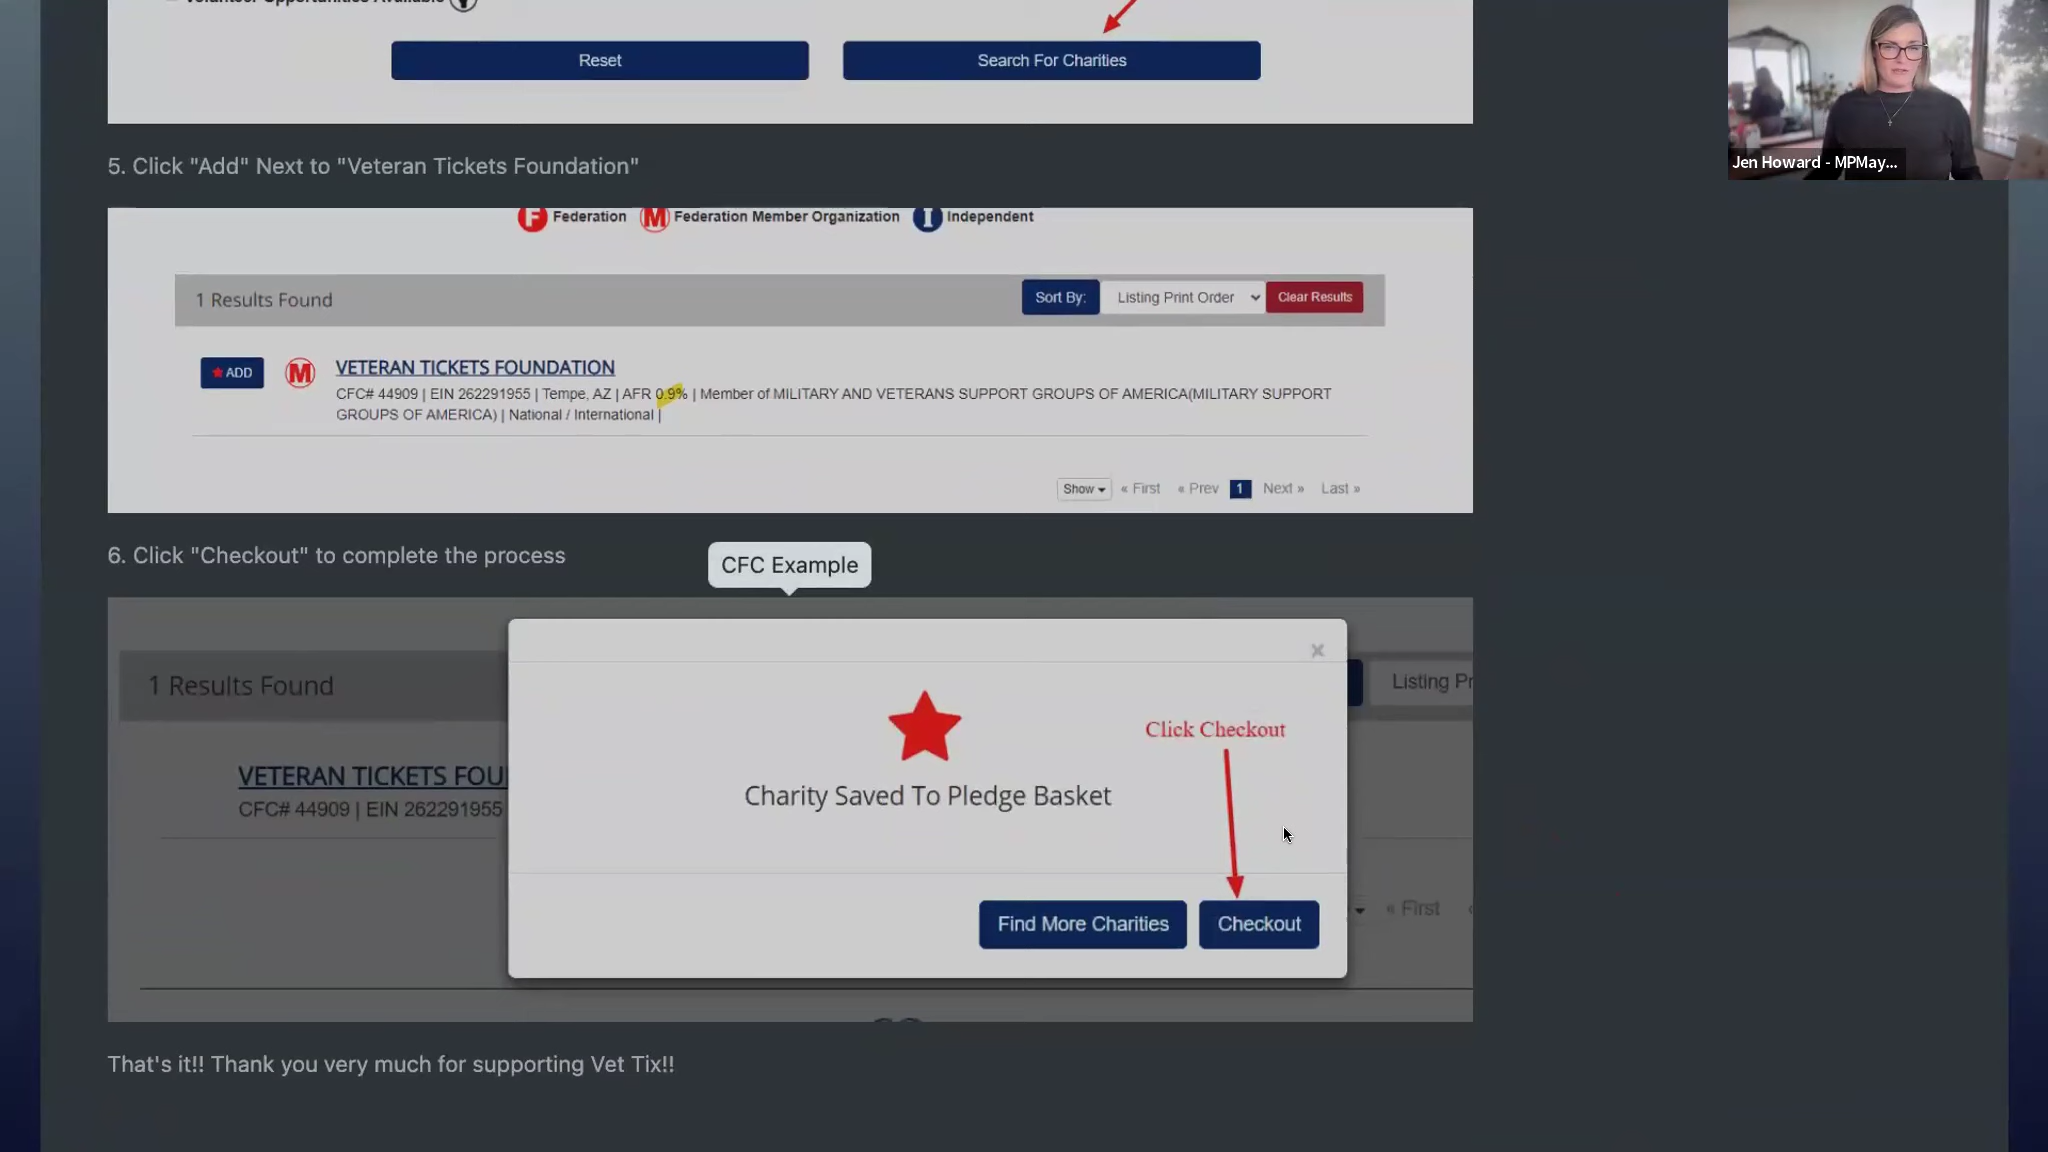 Volunteer Opportunities Available
Reset
Search For Charities
Jen Howard - MPMay...
5. Click "Add" Next to "Veteran Tickets Foundation"
F Federation M Federation Member Organization I Independent
1 Results Found
Sort By: Listing Print Order Clear Results
ADD M VETERAN TICKETS FOUNDATION
CFC# 44909 | EIN 262291955 | Tempe, AZ | AFR 0.9% | Member of MILITARY AND VETERANS SUPPORT GROUPS OF AMERICA(MILITARY SUPPORT
GROUPS OF AMERICA) | National / International |
Show « First « Prev 1 Next » Last »
6. Click "Checkout" to complete the process
CFC Example
×
1 Results Found
Listing Pr
Click Checkout
VETERAN TICKETS FOU
Charity Saved To Pledge Basket
CFC# 44909 | EIN 262291955
« First «
Find More Charities Checkout
That's it!! Thank you very much for supporting Vet Tix!!